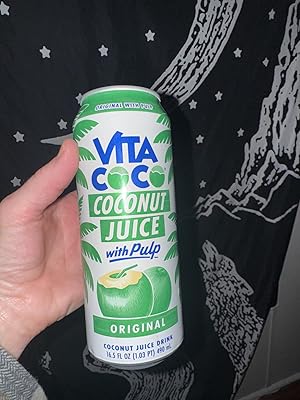 ORIGINAL WITH PULP
VITA
COCO
COCONUT
JUICE
with Pulp
ORIGINAL
COCONUT JUICE DRINK
16.5 FL OZ (1.03 PT) 490 mL